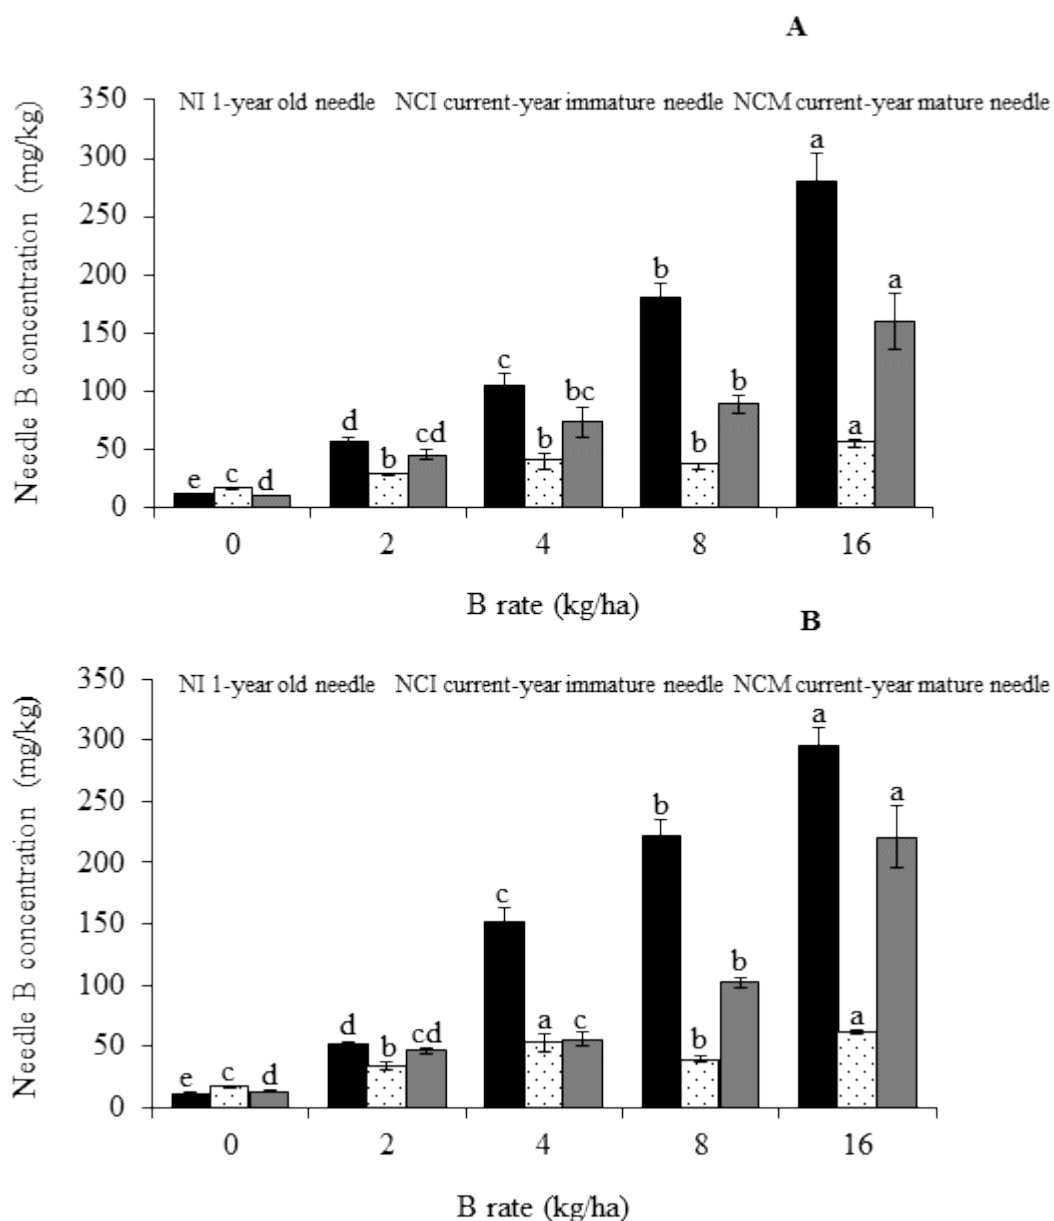 A
NI 1-year old needle NCI current-year immature needle NCM current-year mature needle
Needle B concentration (mg/kg)
350
300
250
200
150
100
50
0
e c d
d b cd
c b bc
b b b
a a a
0 2 4 8 16
B rate (kg/ha)
B
NI 1-year old needle NCI current-year immature needle NCM current-year mature needle
Needle B concentration (mg/kg)
350
300
250
200
150
100
50
0
e c d
d b cd
c a c
b b b
a a a
0 2 4 8 16
B rate (kg/ha)